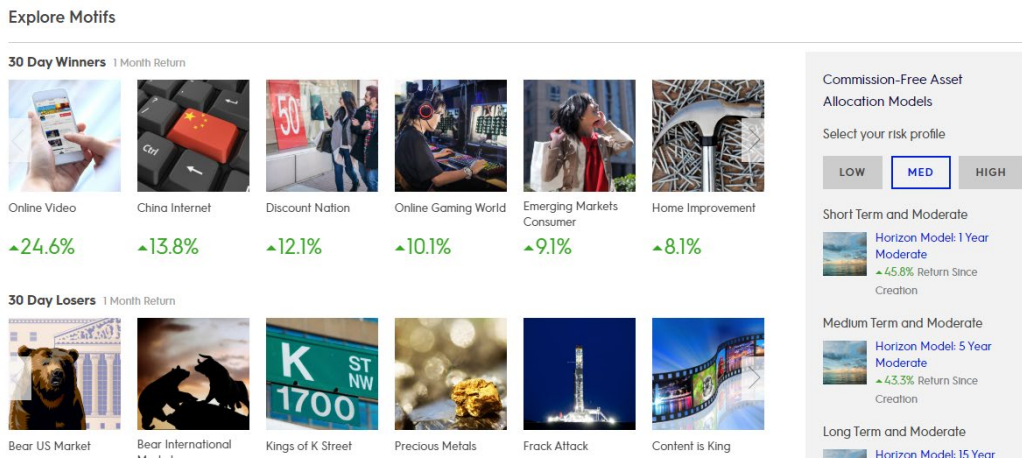 Explore Motifs
30 Day Winners 1 Month Return
50%
Ctrl
Online Video
China Internet
Discount Nation
Online Gaming World
Emerging Markets
Consumer
Home Improvement
24.6%
13.8%
12.1%
10.1%
9.1%
8.1%
30 Day Losers 1 Month Return
K ST
NW
1700
Bear US Market
Bear International
Kings of K Street
Precious Metals
Frack Attack
Content is King
Commission-Free Asset
Allocation Models
Select your risk profile
LOW
MED
HIGH
Short Term and Moderate
Horizon Model: 1 Year
Moderate
45.8% Return Since
Creation
Medium Term and Moderate
Horizon Model: 5 Year
Moderate
43.3% Return Since
Creation
Long Term and Moderate
Horizon Model: 15 Year